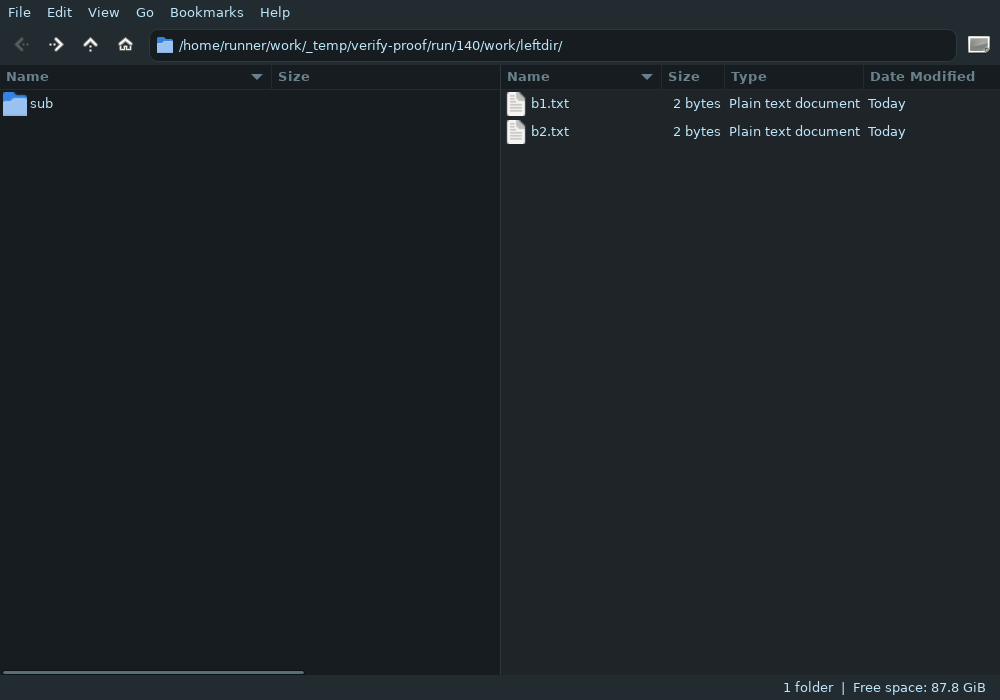 File Edit View Go Bookmarks Help
/home/runner/work/_temp/verify-proof/run/140/work/leftdir/
Name Size
sub
Name Size Type Date Modified
b1.txt 2 bytes Plain text document Today
b2.txt 2 bytes Plain text document Today
1 folder | Free space: 87.8 GiB